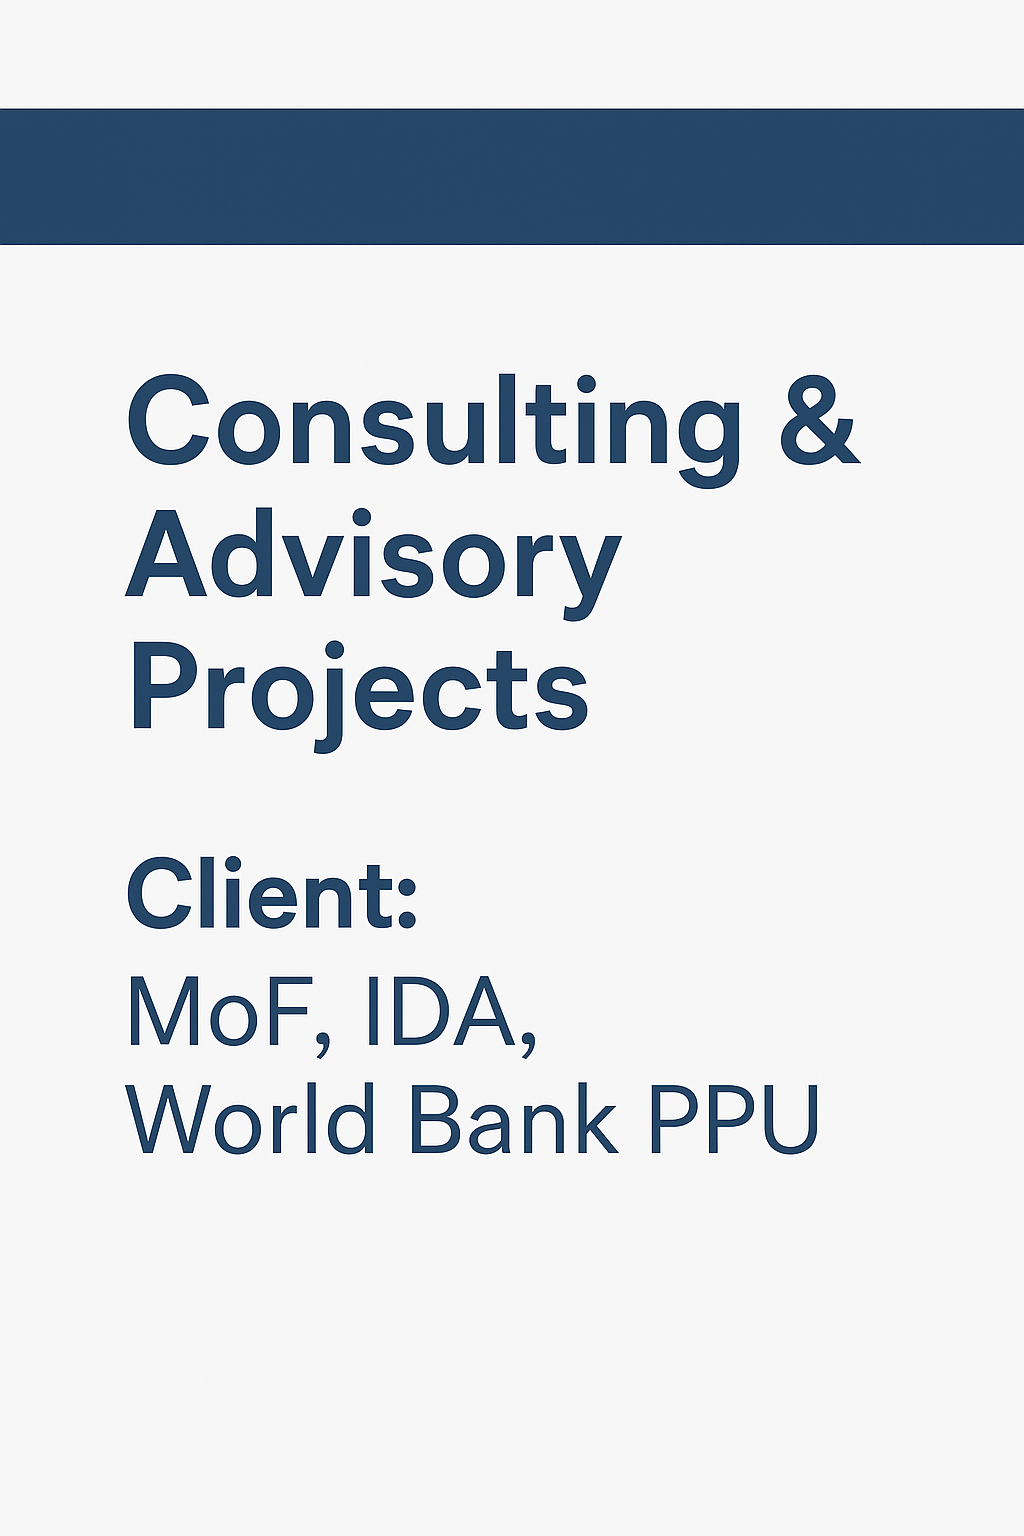 Consulting &
Advisory
Projects
Client:
MoF, IDA,
World Bank PPU